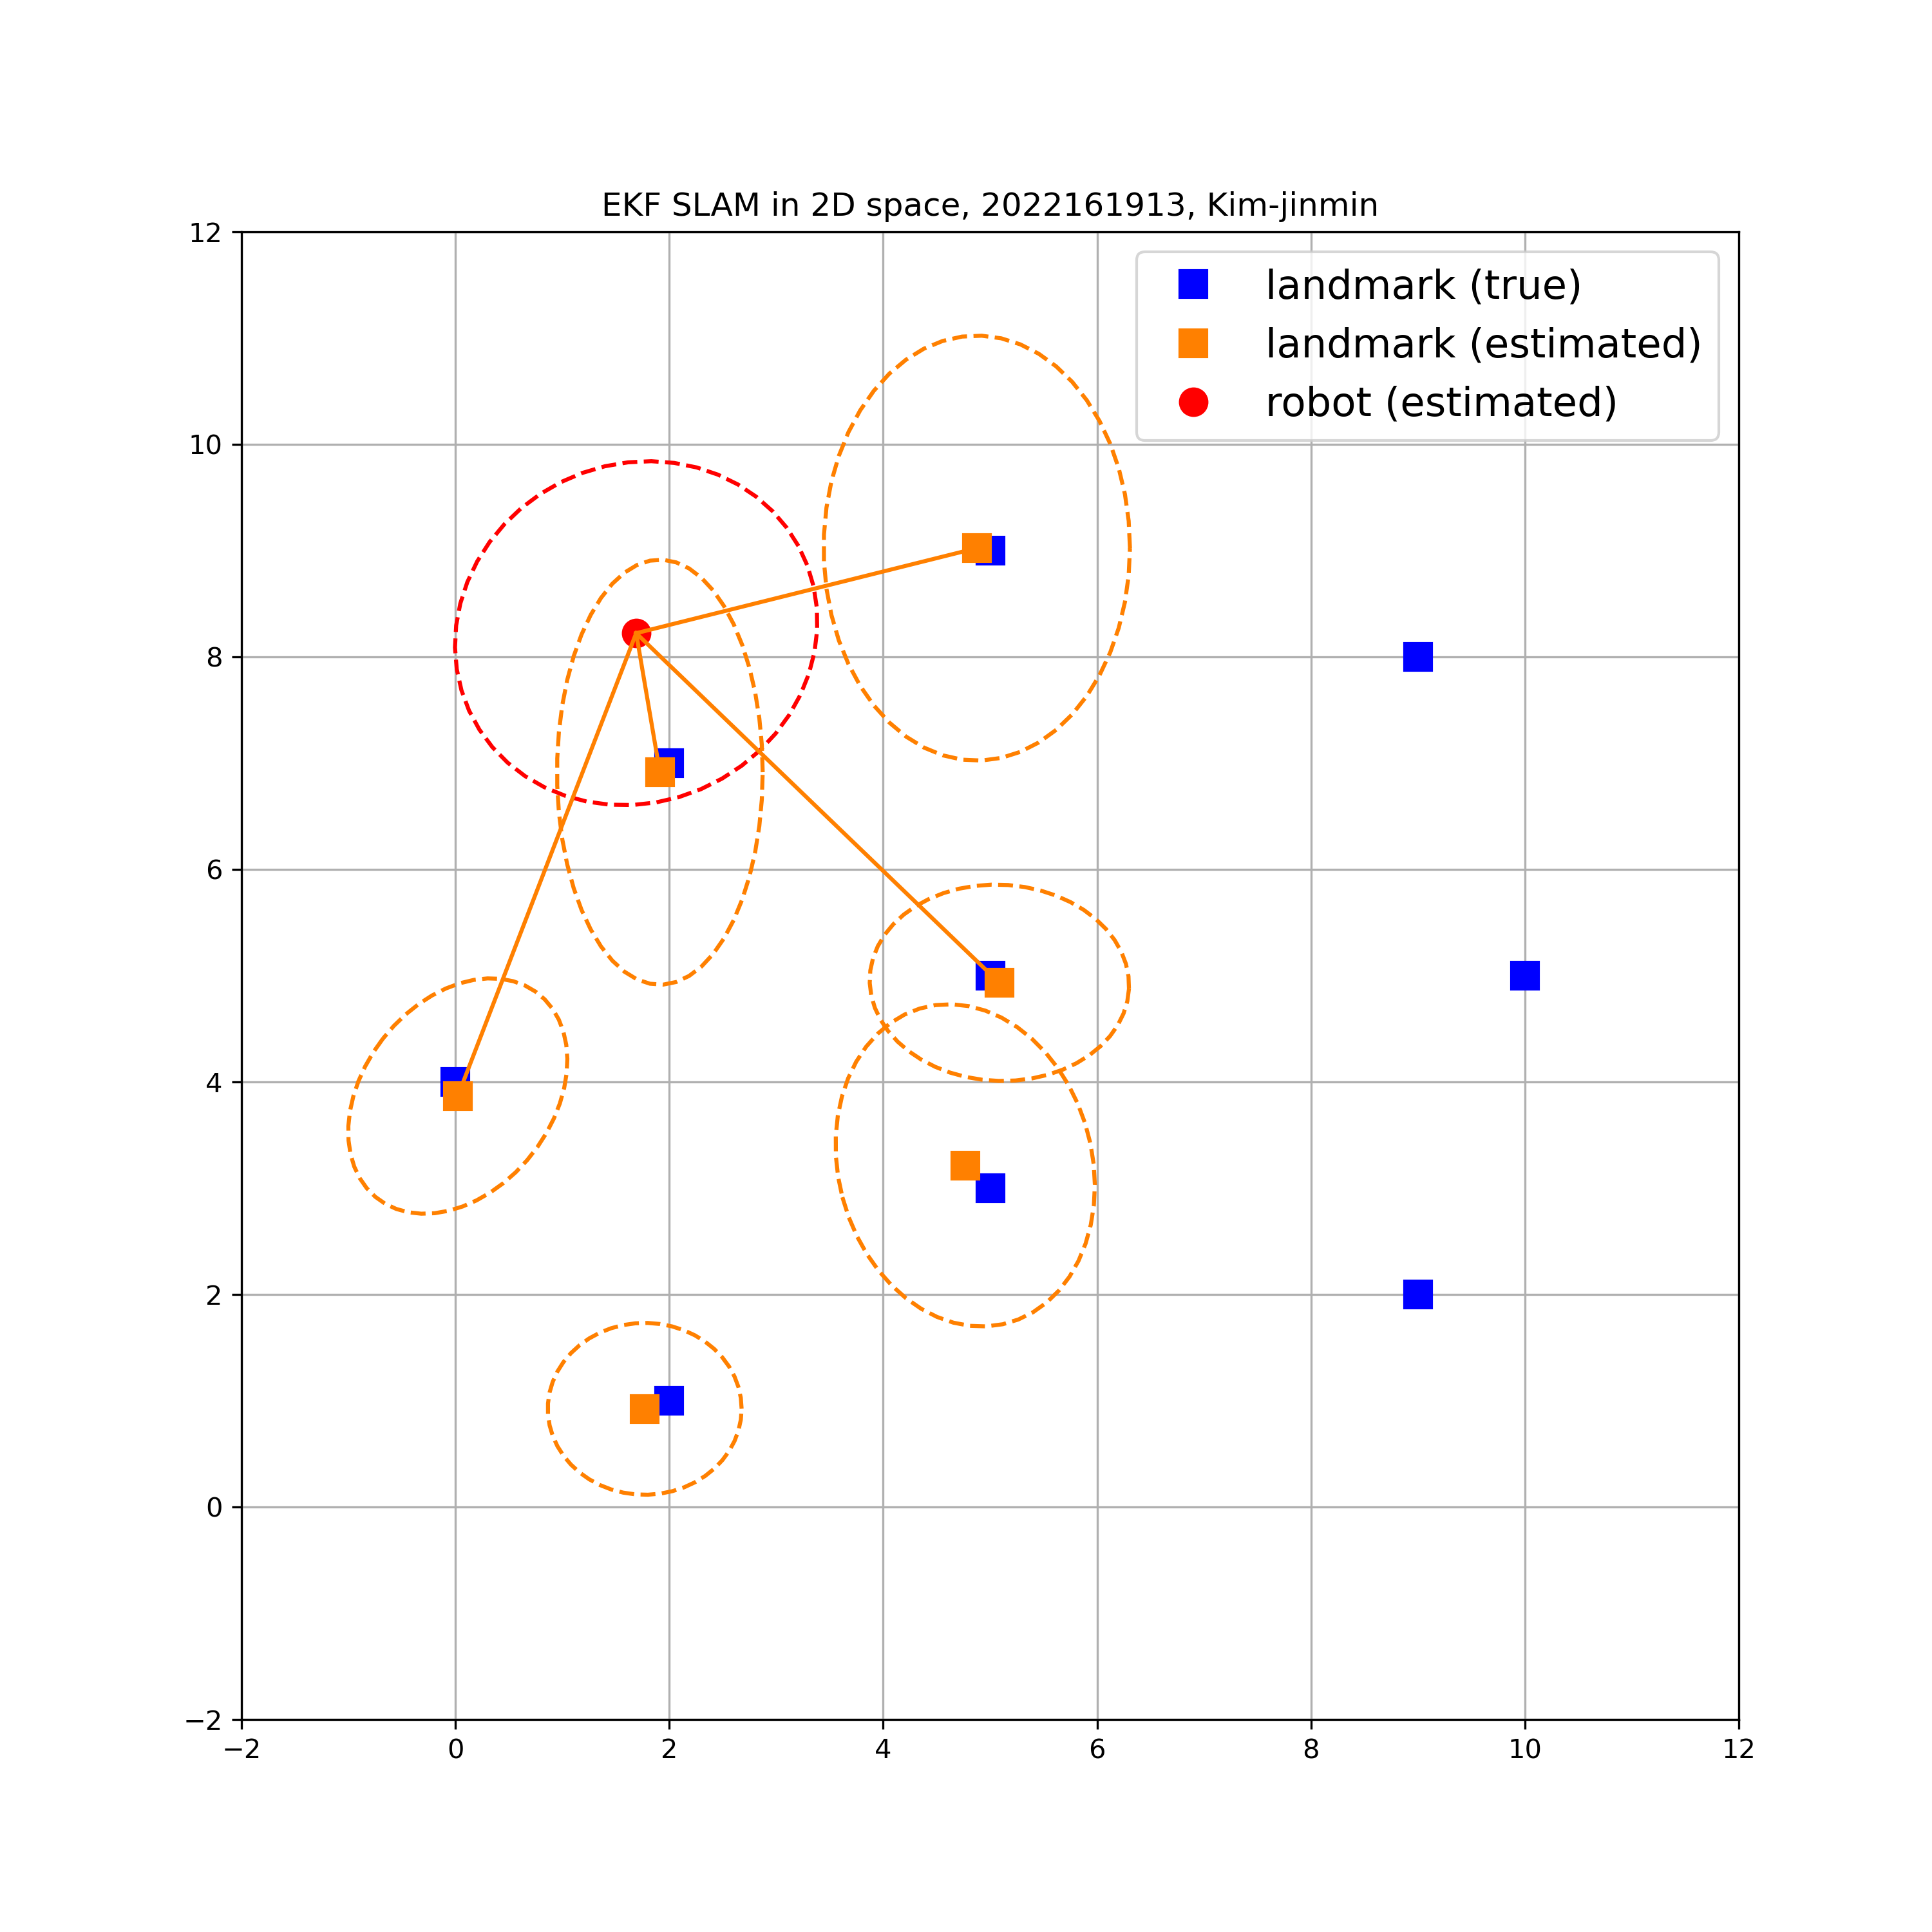 EKF SLAM in 2D space, 2022161913, Kim-jinmin
landmark (true)
landmark (estimated)
robot (estimated)
12
10
8
6
4
2
0
−2
−2 0 2 4 6 8 10 12